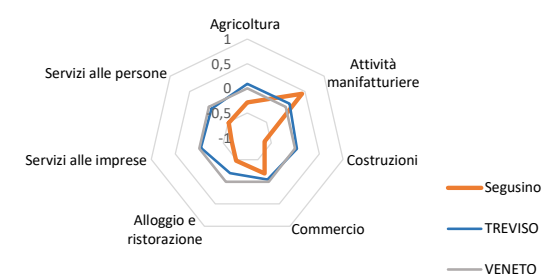 Agricoltura
1
0,5
0
-0,5
-1
Attività
manifatturiere
Costruzioni
Commercio
Alloggio e
ristorazione
Servizi alle imprese
Servizi alle persone
Segusino
TREVISO
VENETO